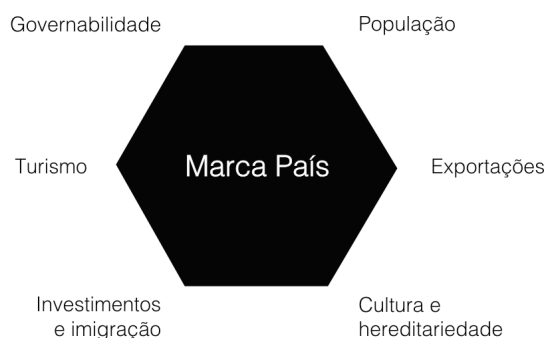 Governabilidade
População
Turismo
Marca País
Exportações
Investimentos
e imigração
Cultura e
hereditariedade